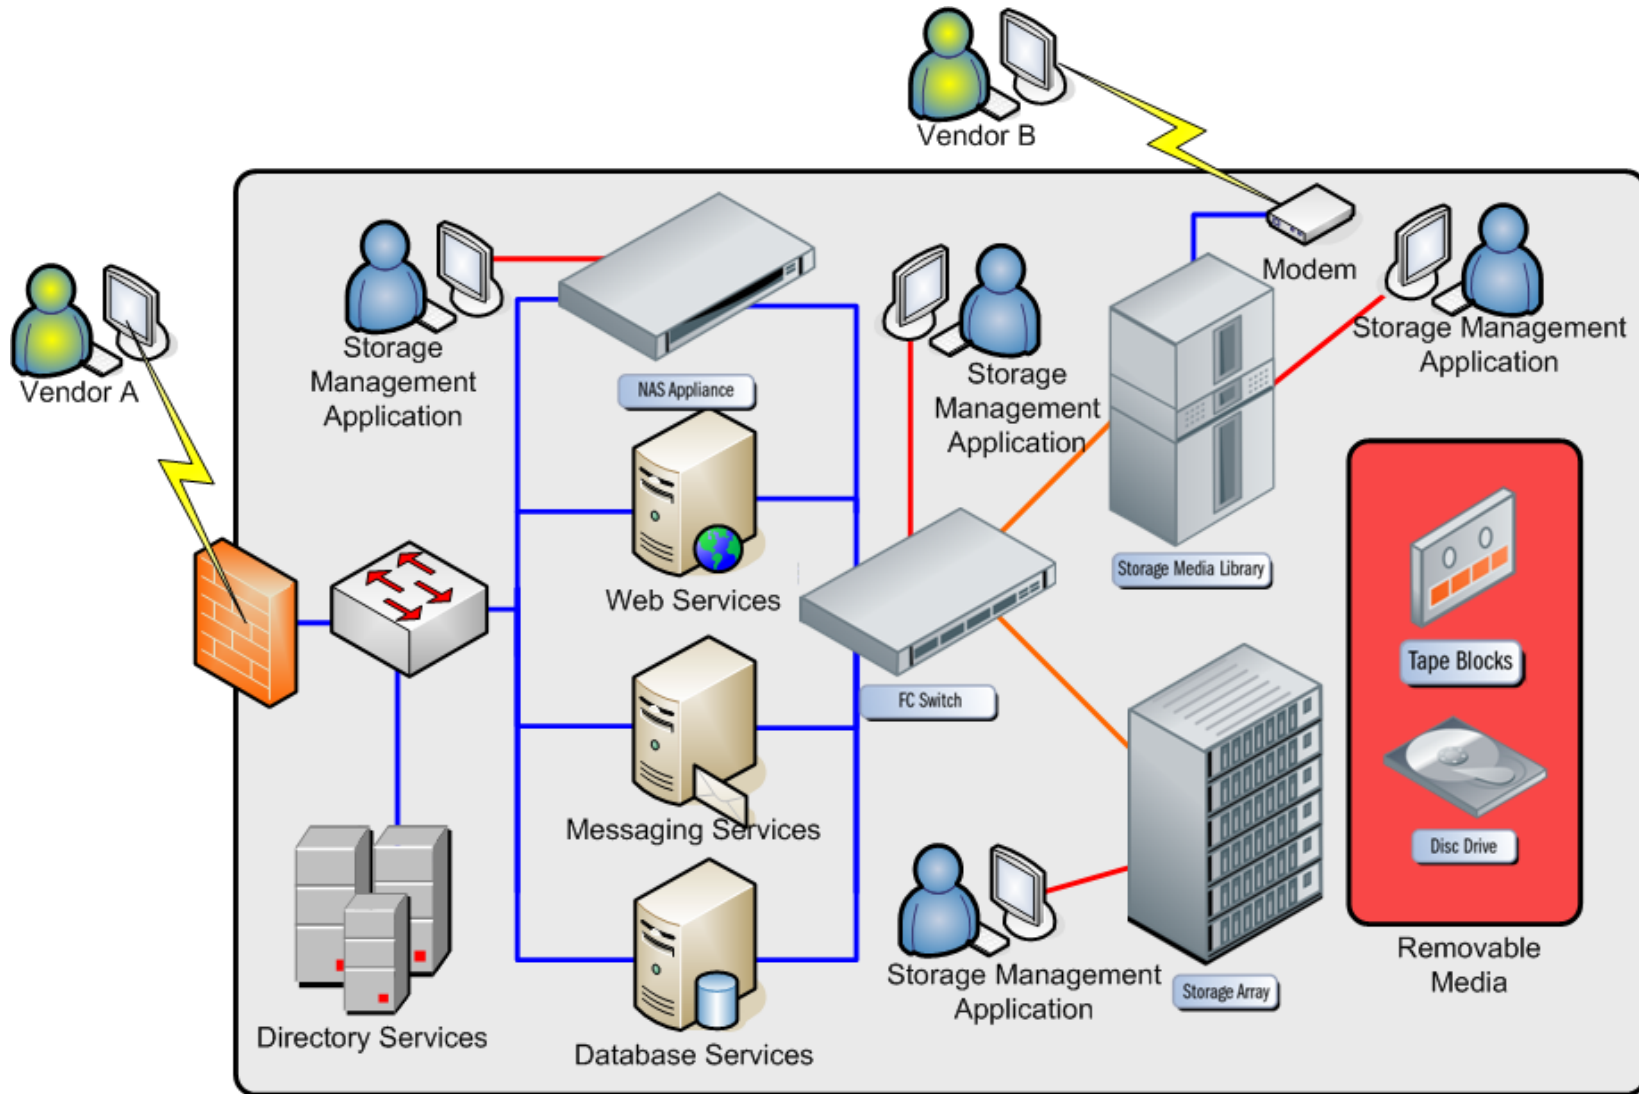 Vendor B
Modem
Storage Management
Application
Vendor A
Storage
Management
Application
NAS Appliance
Storage
Management
Application
Storage Media Library
Web Services
Tape Blocks
FC Switch
Messaging Services
Disc Drive
Storage Management
Application
Storage Array
Removable
Media
Directory Services
Database Services